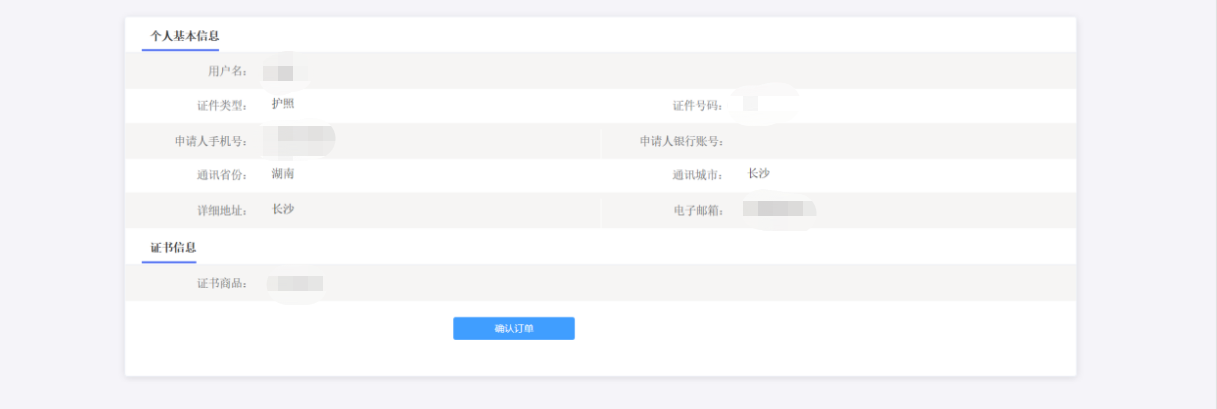 个人基本信息
用户名：
证件类型： 护照 证件号码：
申请人手机号： 申请人银行账号：
通讯省份： 湖南 通讯城市： 长沙
详细地址： 长沙 电子邮箱：
证书信息
证书商品：
确认订单